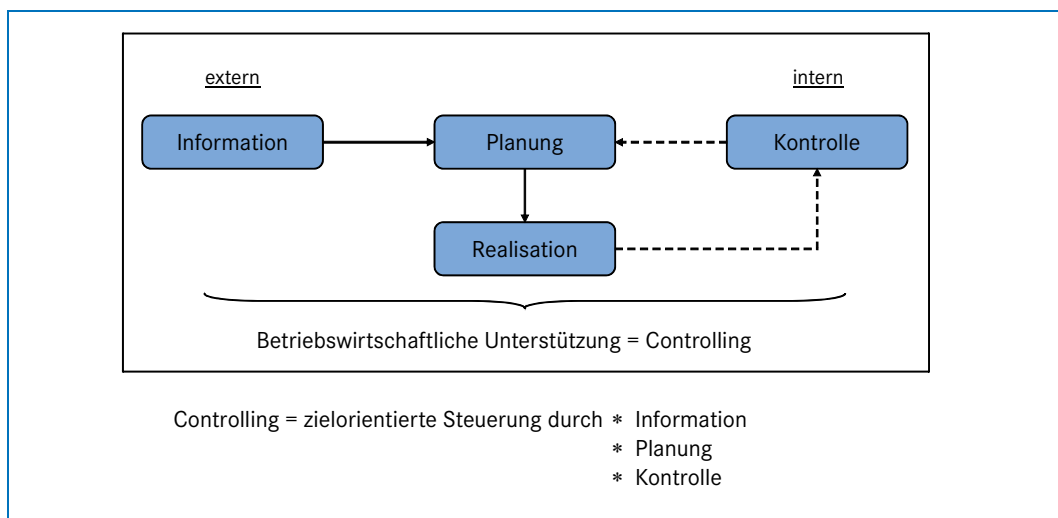 extern
intern
Information
Planung
Kontrolle
Realisation
Betriebswirtschaftliche Unterstützung = Controlling
Controlling = zielorientierte Steuerung durch * Information
* Planung
* Kontrolle